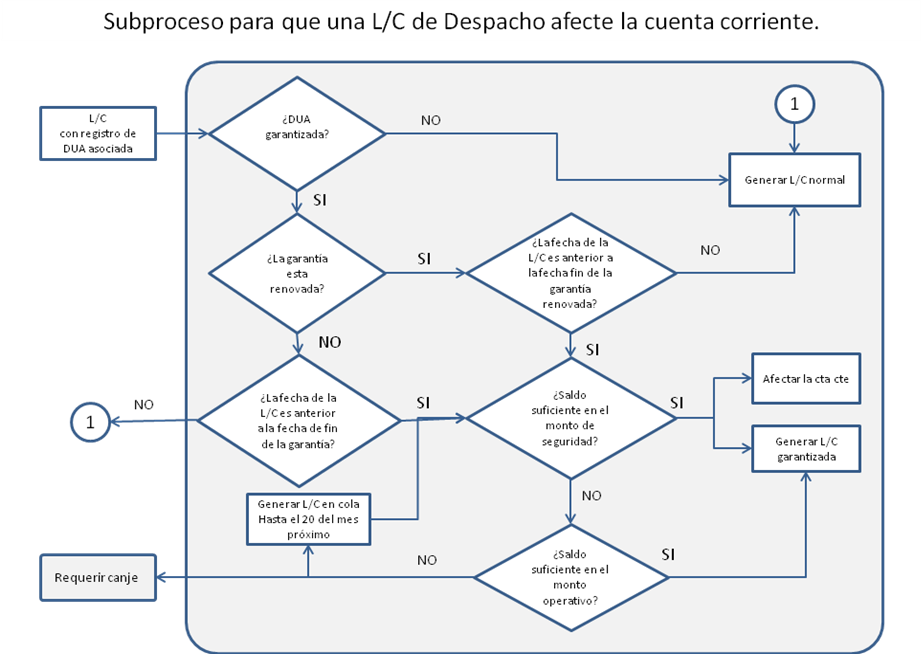 Subproceso para que una L/C de Despacho afecte la cuenta corriente.
L/C
con registro de
DUA asociada
¿DUA
garantizada?
NO
1
Generar L/C normal
SI
¿La garantía
esta
renovada?
SI
¿La fecha de la
L/C es anterior a
la fecha fin de la
garantía
renovada?
NO
NO
SI
1
NO
¿La fecha de la
L/C es anterior
a la fecha de fin
de la garantía?
SI
¿Saldo
suficiente en el
monto de
seguridad?
SI
Afectar la cta cte
Generar L/C
garantizada
Generar L/C en cola
Hasta el 20 del mes
próximo
NO
Requerir canje
NO
¿Saldo
suficiente en el
monto
operativo?
SI